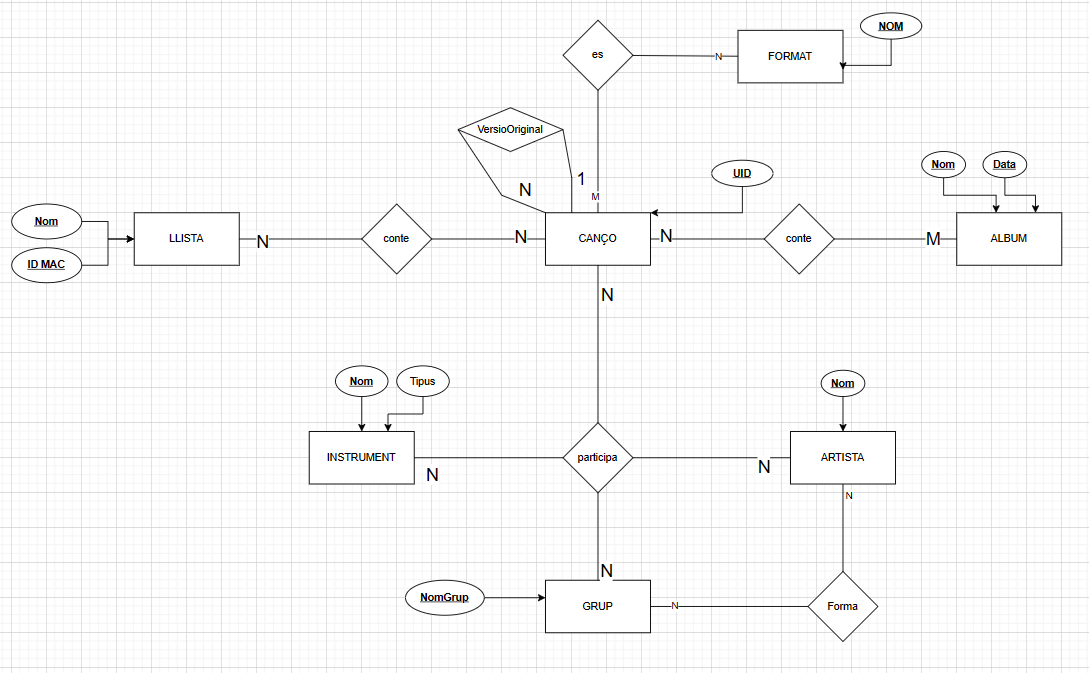 NOM
es
N
FORMAT
VersioOriginal
N
1
M
UID
Nom
Data
Nom
ID MAC
LLISTA
N
conte
N
CANÇO
N
conte
M
ALBUM
N
Nom
Tipus
Nom
INSTRUMENT
N
participa
N
ARTISTA
N
N
NomGrup
GRUP
N
Forma